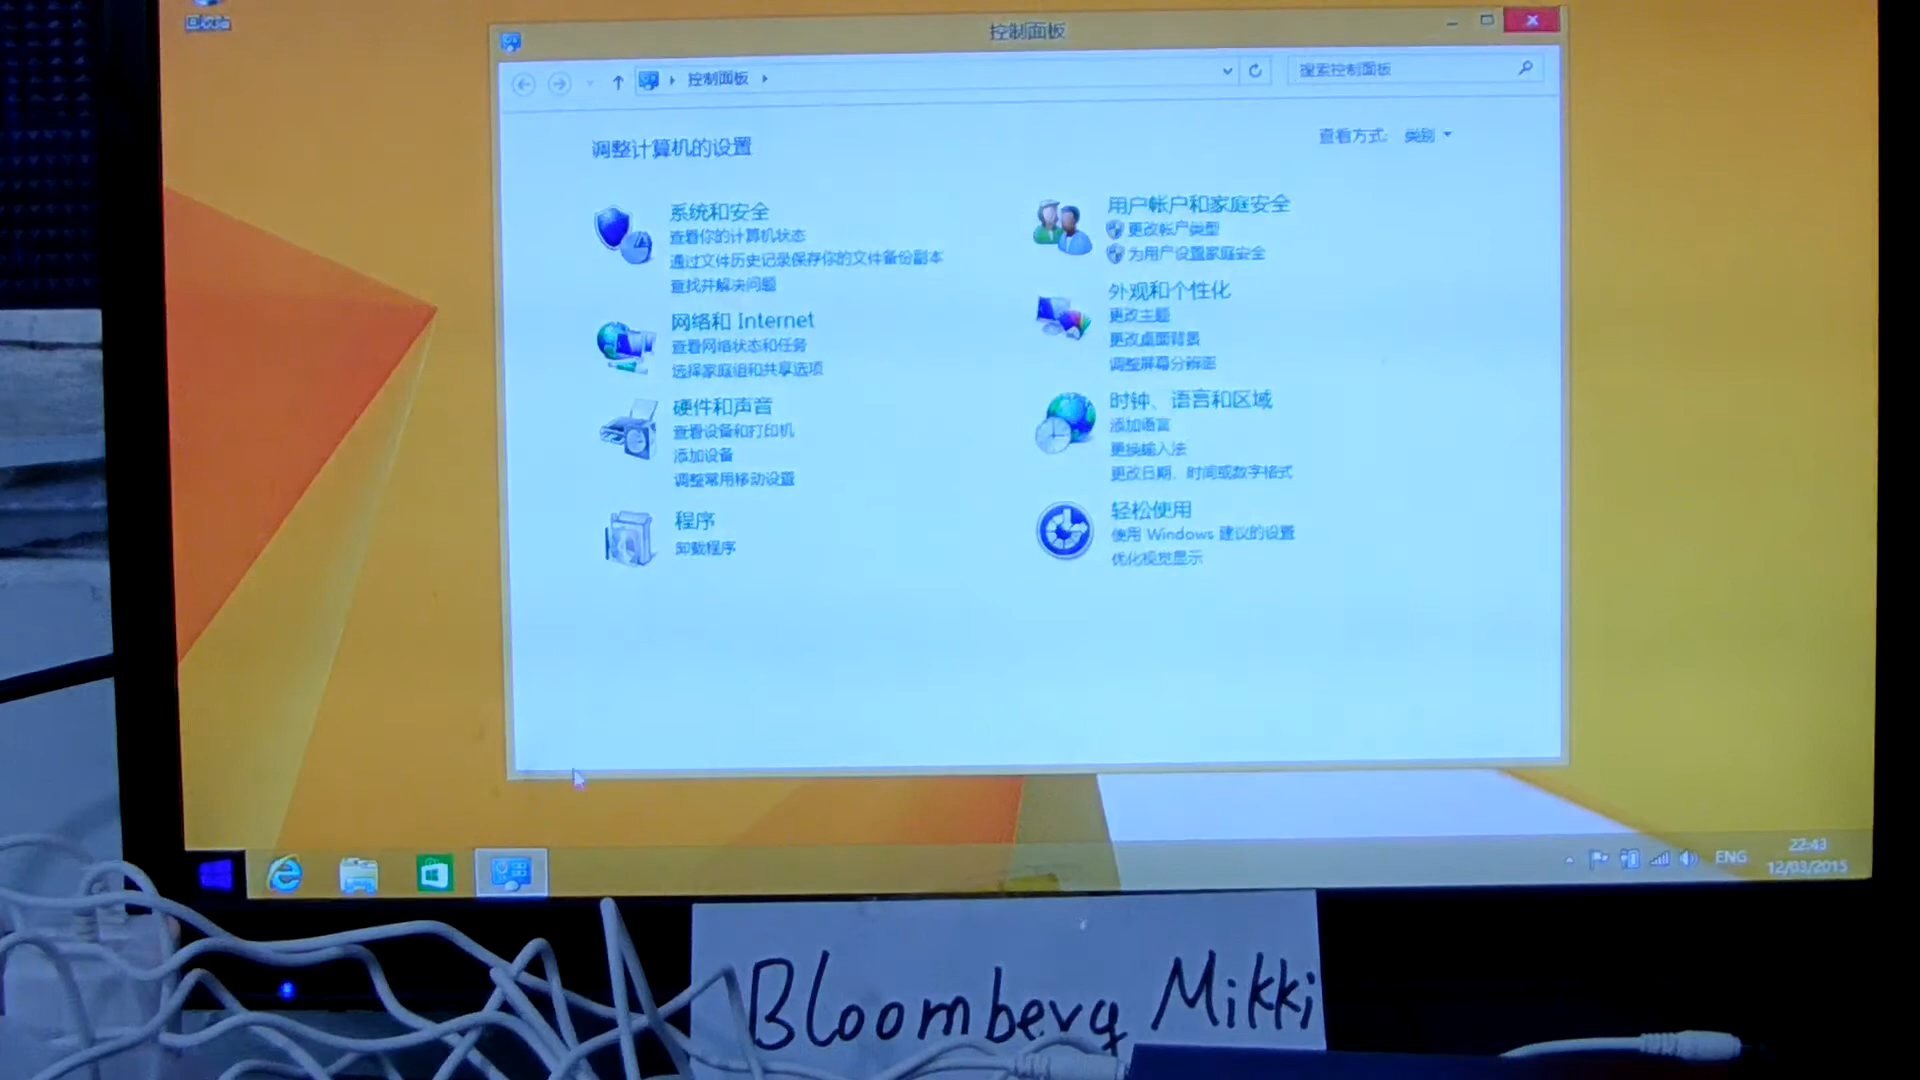 控制面板
控制面板
搜索控制面板
调整计算机的设置
查看方式: 类别
系统和安全
查看你的计算机状态
通过文件历史记录保存你的文件备份副本
查找并解决问题
网络和 Internet
查看网络状态和任务
选择家庭组和共享选项
硬件和声音
查看设备和打印机
添加设备
调整常用移动设置
程序
卸载程序
用户帐户和家庭安全
更改帐户类型
为用户设置家庭安全
外观和个性化
更改主题
更改桌面背景
调整屏幕分辨率
时钟、语言和区域
添加语言
更换输入法
更改日期、时间或数字格式
轻松使用
使用 Windows 建议的设置
优化视觉显示
ENG
22:43
12/03/2015
Bloomberg Mikki